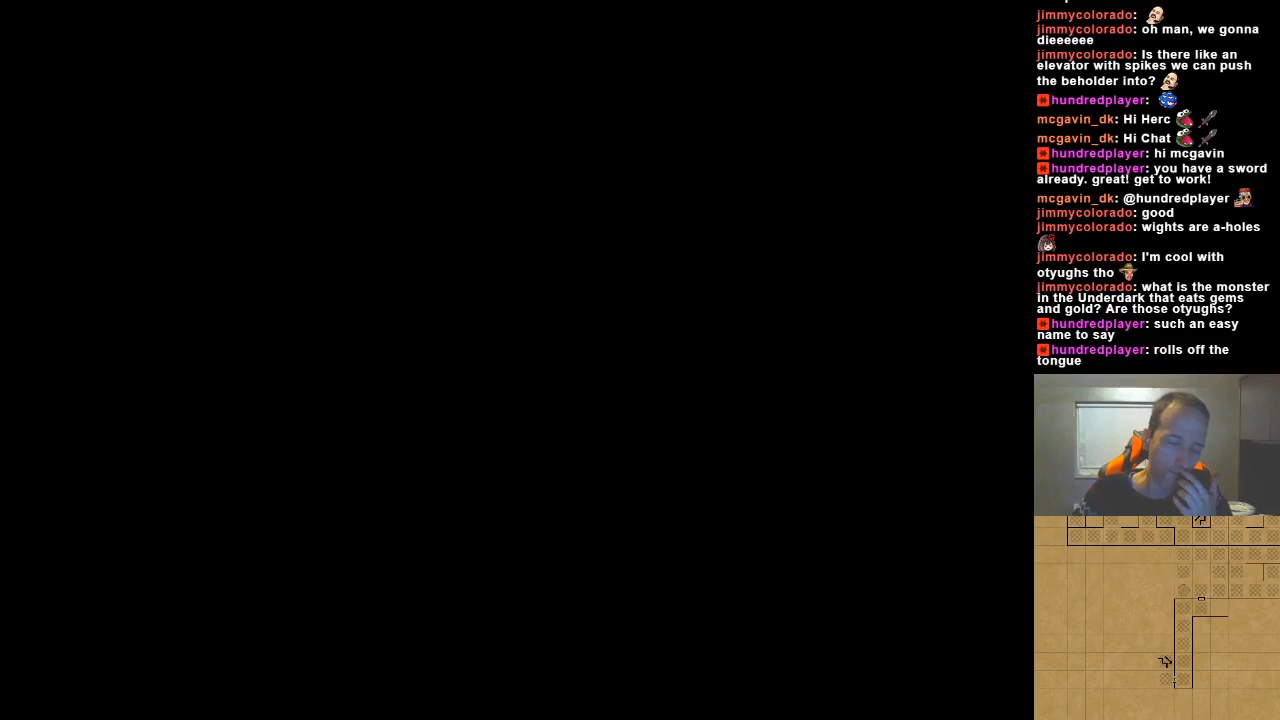 jimmycolorado:
jimmycolorado: oh man, we gonna
dieeeeee
jimmycolorado: Is there like an
elevator with spikes we can push
the beholder into?
hundredplayer:
mcgavin_dk: Hi Herc
mcgavin_dk: Hi Chat
hundredplayer: hi mcgavin
hundredplayer: you have a sword
already. great! get to work!
mcgavin_dk: @hundredplayer
jimmycolorado: good
jimmycolorado: wights are a-holes
jimmycolorado: I'm cool with
otyughs tho
jimmycolorado: what is the monster
in the Underdark that eats gems
and gold? Are those otyughs?
hundredplayer: such an easy
name to say
hundredplayer: rolls off the
tongue